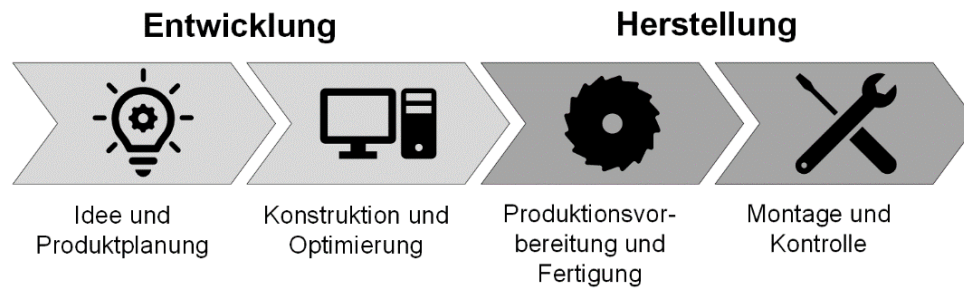 Entwicklung
Herstellung
Idee und
Produktplanung
Konstruktion und
Optimierung
Produktionsvor-
bereitung und
Fertigung
Montage und
Kontrolle